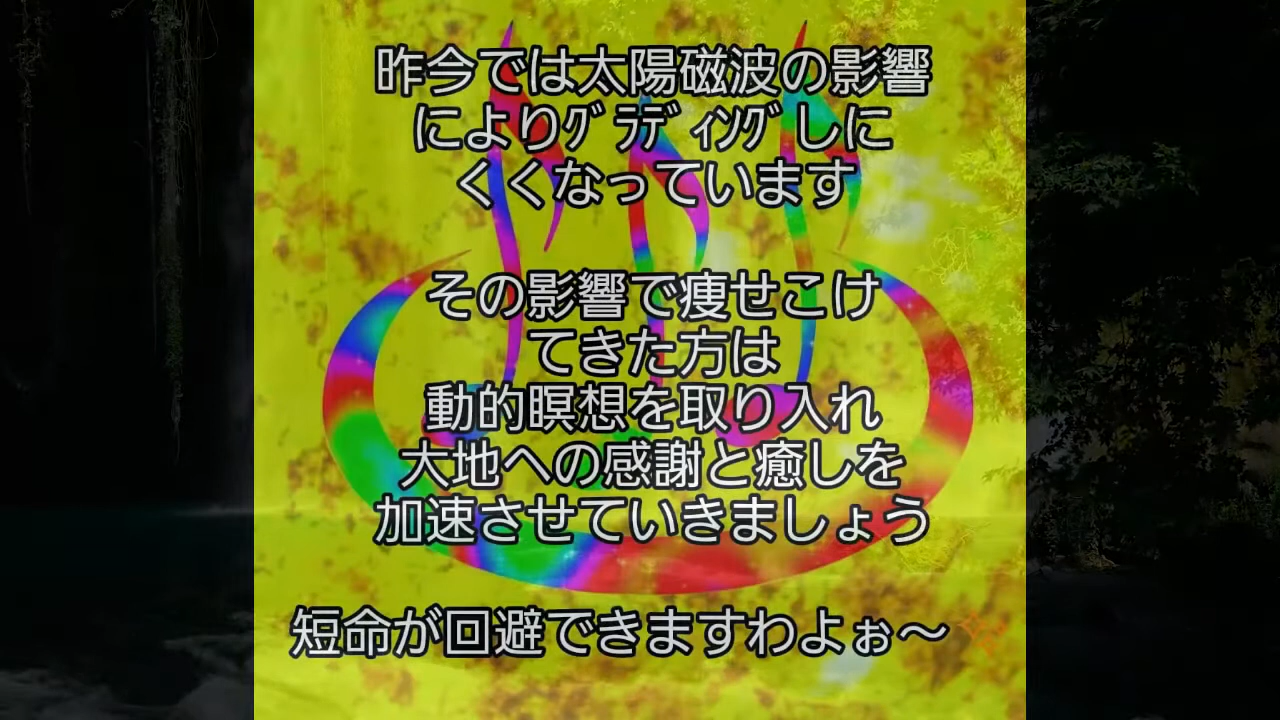 昨今では太陽磁波の影響
によりｸﾞﾗﾃﾞｨﾝｸﾞしに
くくなっています
その影響で痩せこけ
てきた方は
動的瞑想を取り入れ
大地への感謝と癒しを
加速させていきましょう
短命が回避できますわよぉ〜